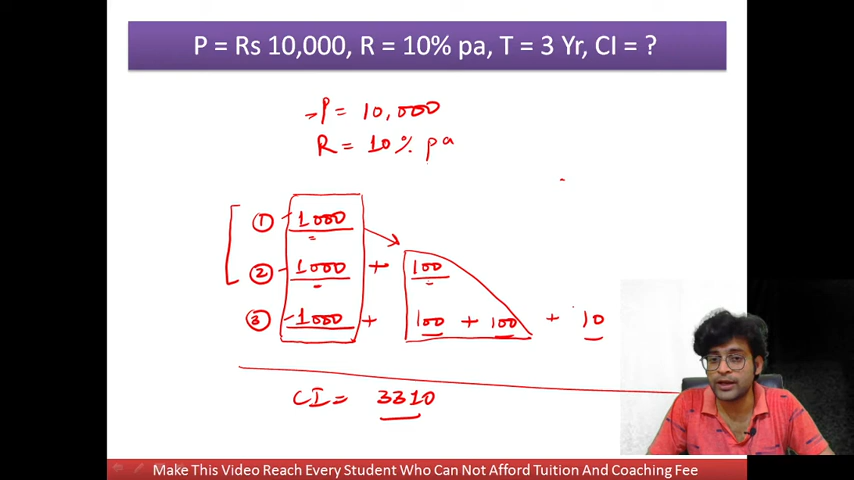 P = Rs 10,000, R = 10% pa, T = 3 Yr, CI = ?
P = 10,000
R = 10% pa
① 1000
② 1000 + 100
③ 1000 + 100 + 100 + 10
CI = 3310
Make This Video Reach Every Student Who Can Not Afford Tuition And Coaching Fee